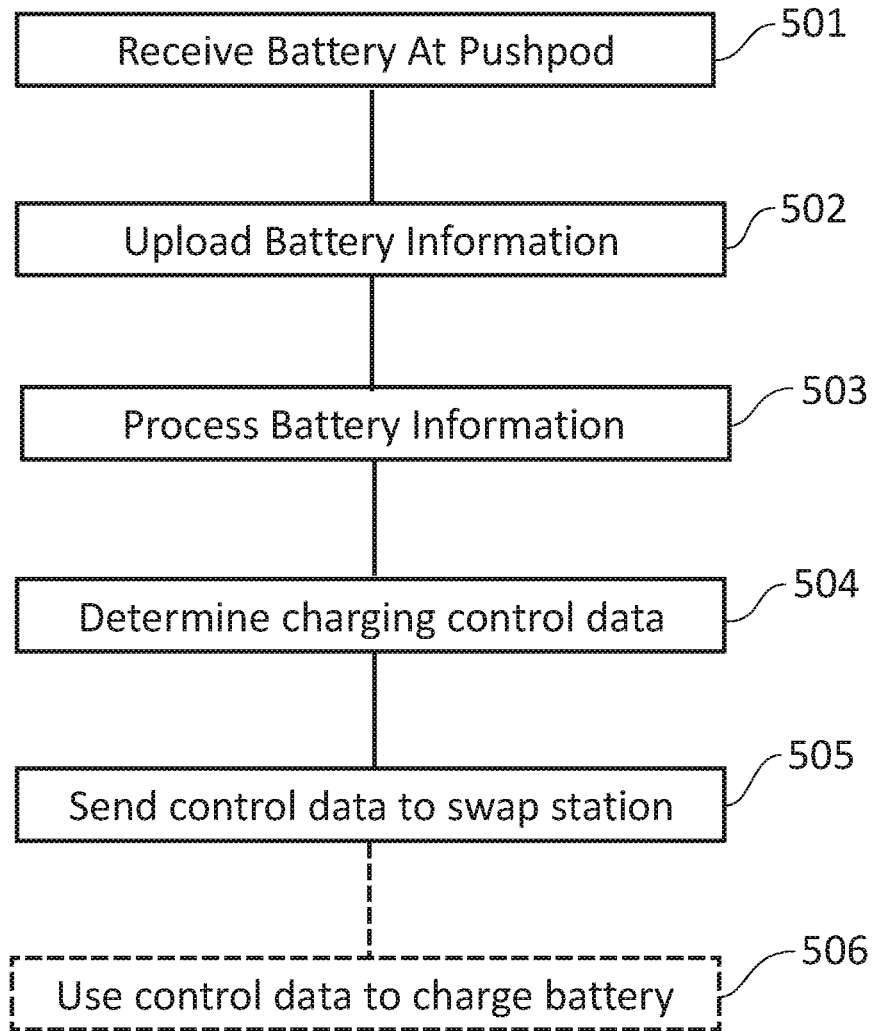 Receive Battery At Pushpod
501
Upload Battery Information
502
Process Battery Information
503
Determine charging control data
504
Send control data to swap station
505
Use control data to charge battery
506